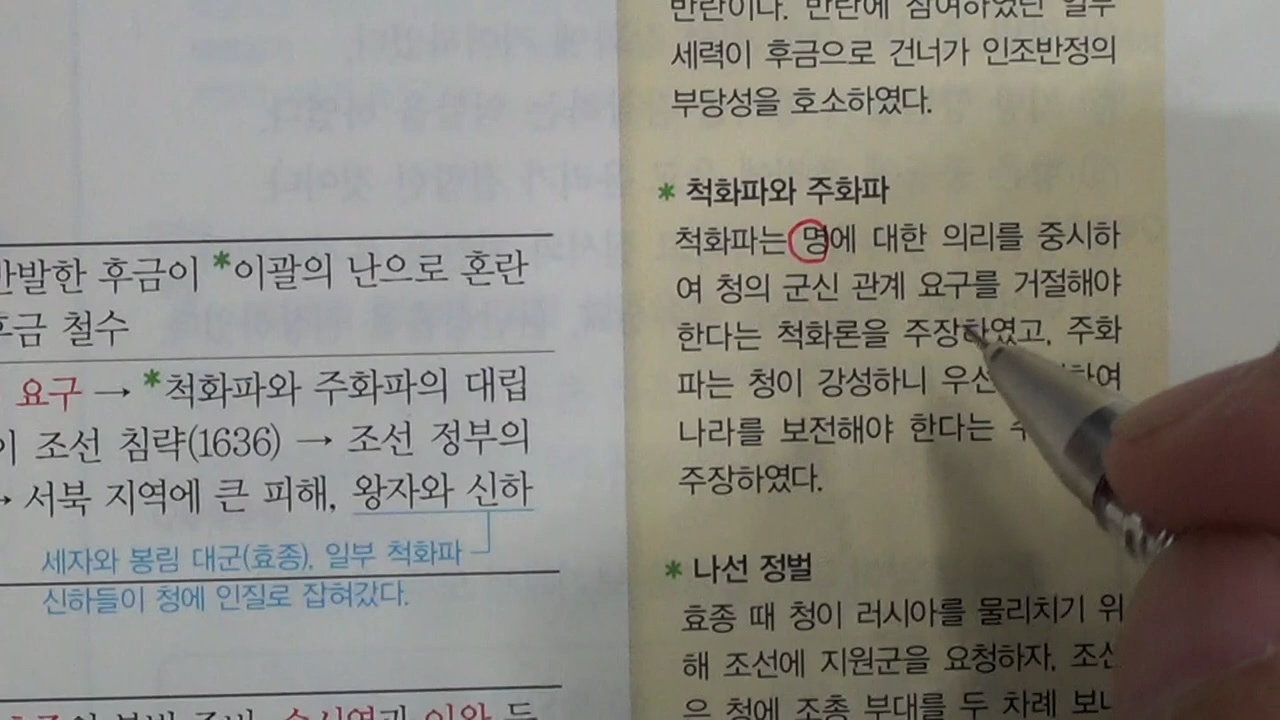 반발한 후금이 *이괄의 난으로 혼란
후금 철수
요구 → *척화파와 주화파의 대립
이 조선 침략(1636) → 조선 정부의
→ 서북 지역에 큰 피해, 왕자와 신하
세자와 봉림 대군(효종), 일부 척화파
신하들이 청에 인질로 잡혀갔다.
반란이다. 반란에 참여하였던 일부
세력이 후금으로 건너가 인조반정의
부당성을 호소하였다.
* 척화파와 주화파
척화파는 명에 대한 의리를 중시하
여 청의 군신 관계 요구를 거절해야
한다는 척화론을 주장하였고, 주화
파는 청이 강성하니 우선
나라를 보전해야 한다는
주장하였다.
* 나선 정벌
효종 때 청이 러시아를 물리치기 위
해 조선에 지원군을 요청하자, 조선
은 청에 조총 부대를 두 차례 보내